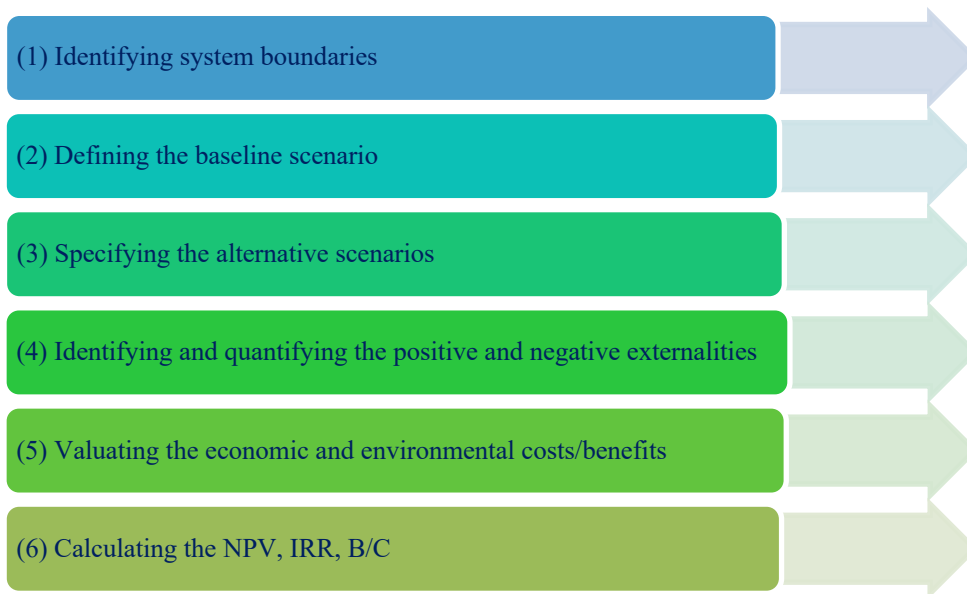 (1) Identifying system boundaries
(2) Defining the baseline scenario
(3) Specifying the alternative scenarios
(4) Identifying and quantifying the positive and negative externalities
(5) Valuating the economic and environmental costs/benefits
(6) Calculating the NPV, IRR, B/C